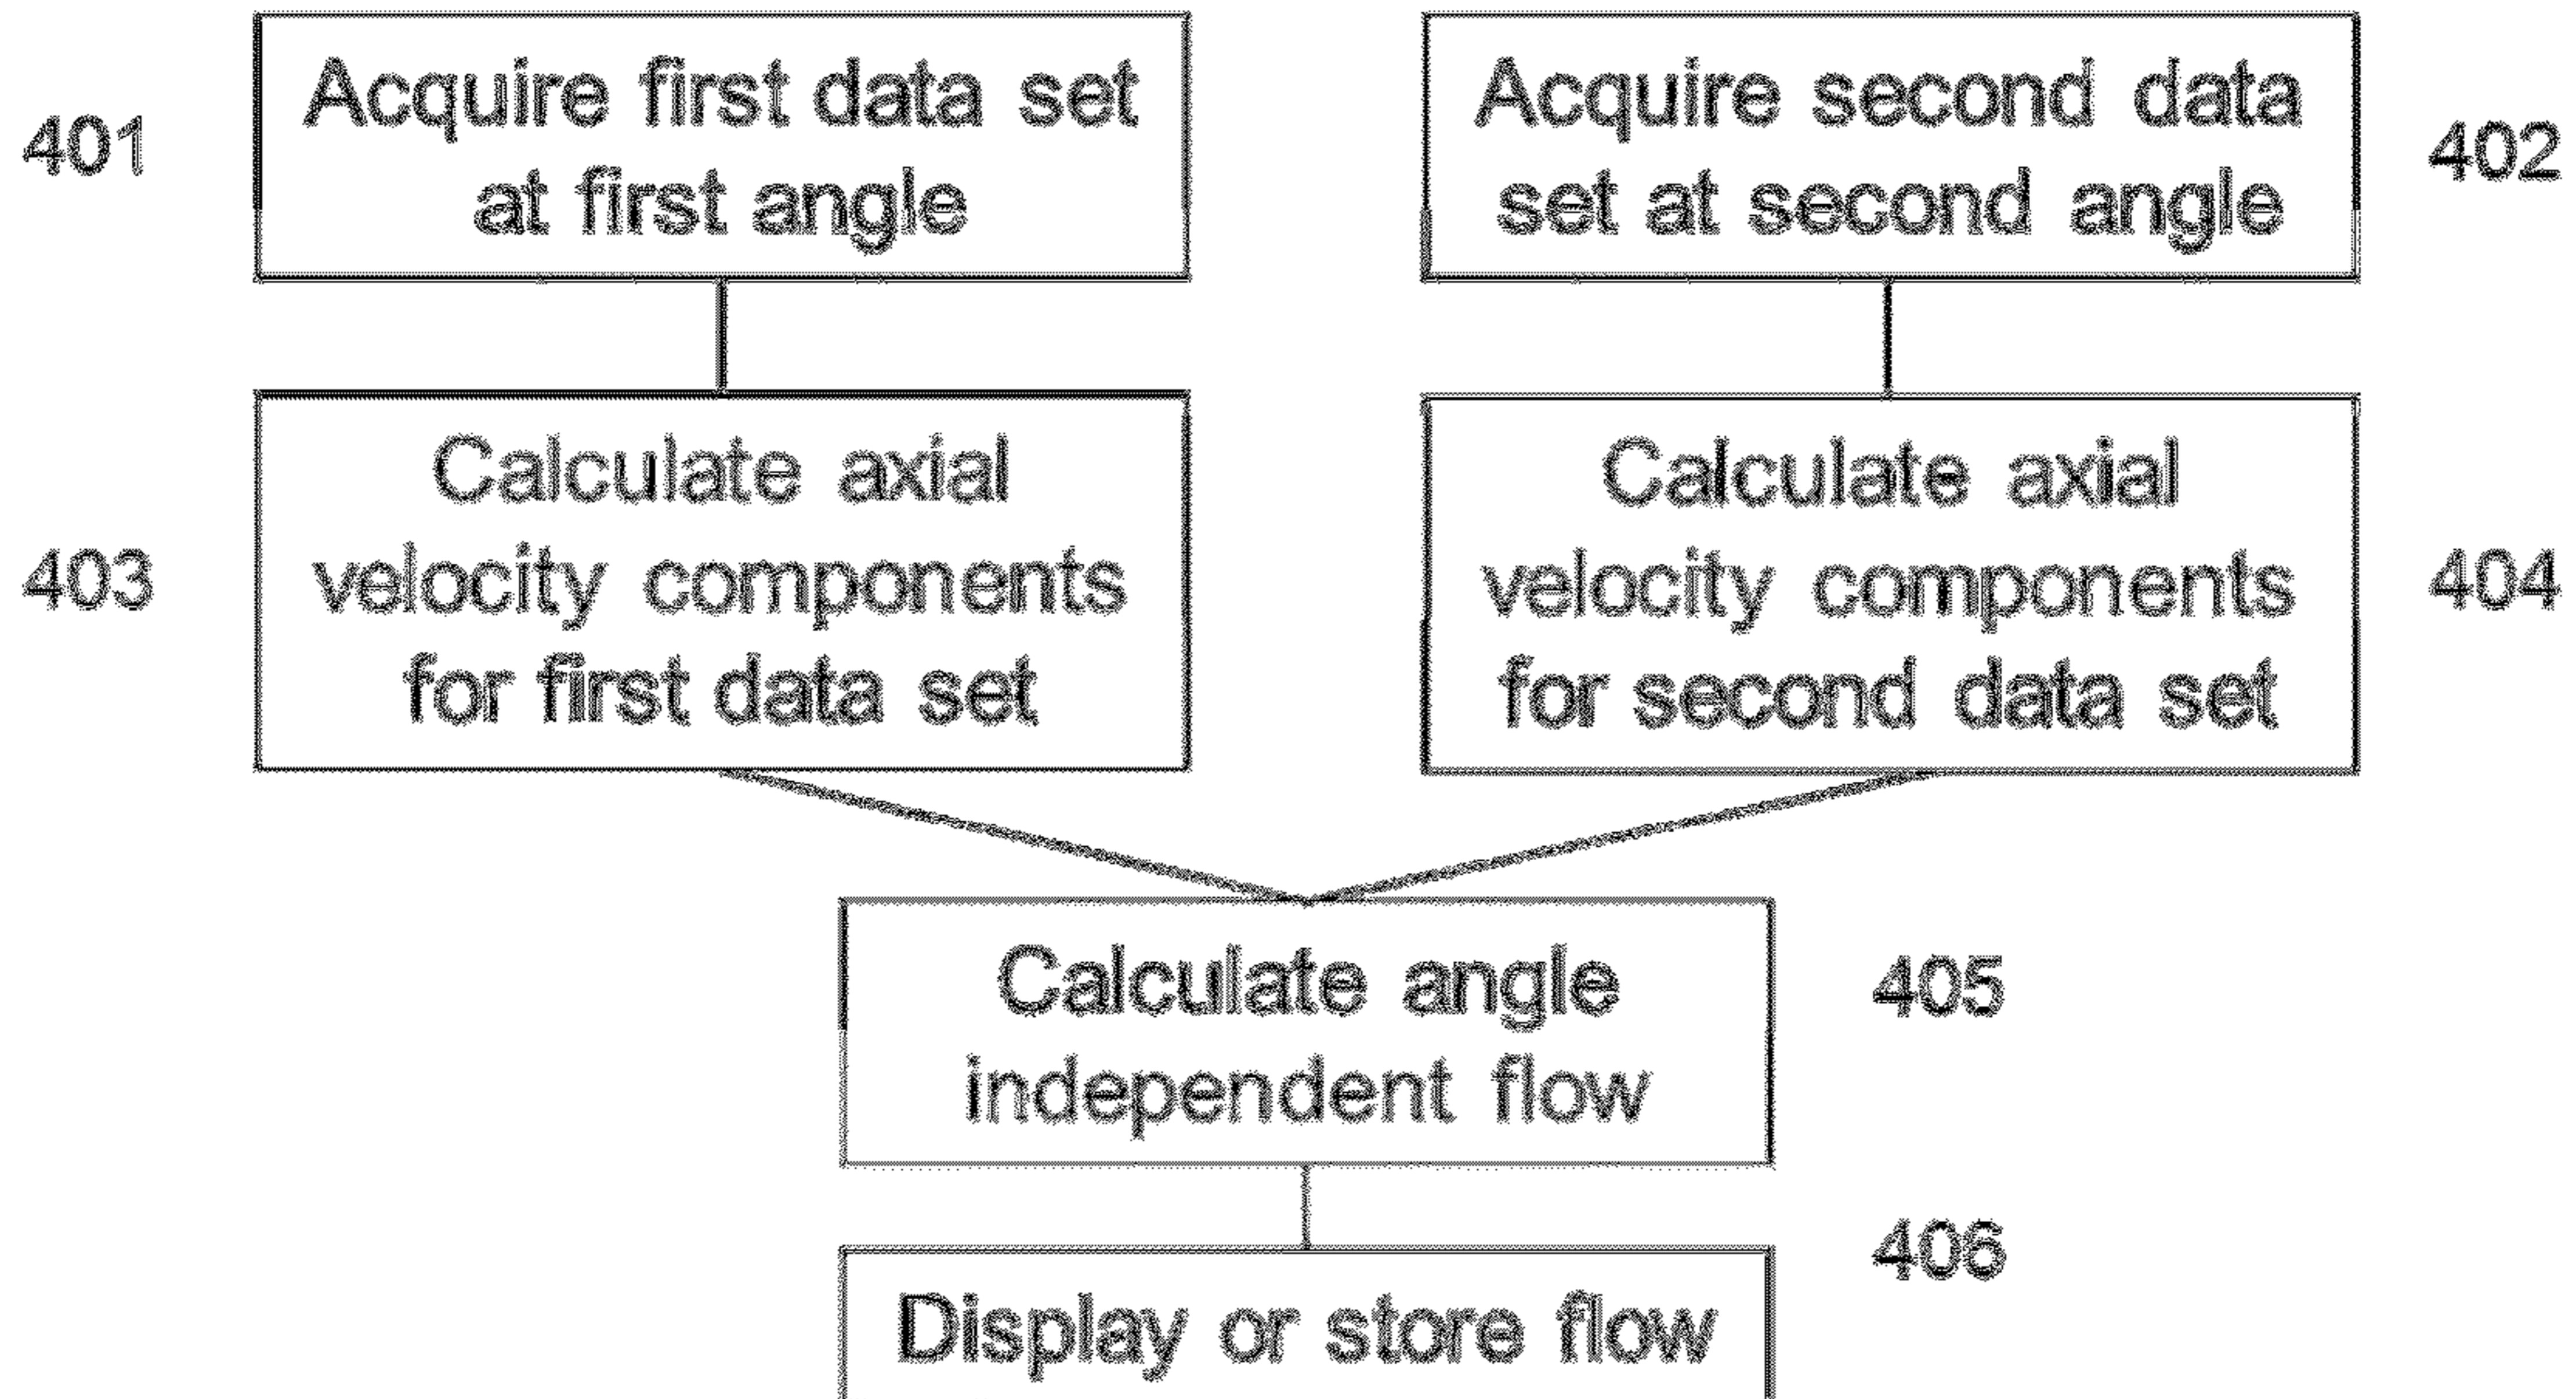 401
Acquire first data set
at first angle
Acquire second data
set at second angle
402
403
Calculate axial
velocity components
for first data set
Calculate axial
velocity components
for second data set
404
Calculate angle
independent flow
405
406
Display or store flow